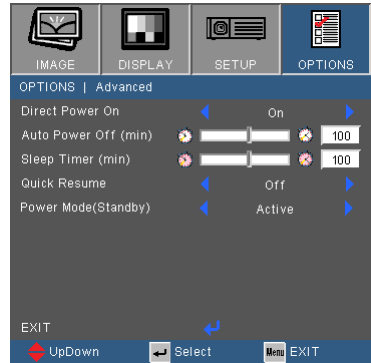 IMAGE DISPLAY SETUP OPTIONS
OPTIONS | Advanced
Direct Power On On
Auto Power Off (min) 100
Sleep Timer (min) 100
Quick Resume Off
Power Mode(Standby) Active
EXIT
UpDown Select Menu EXIT